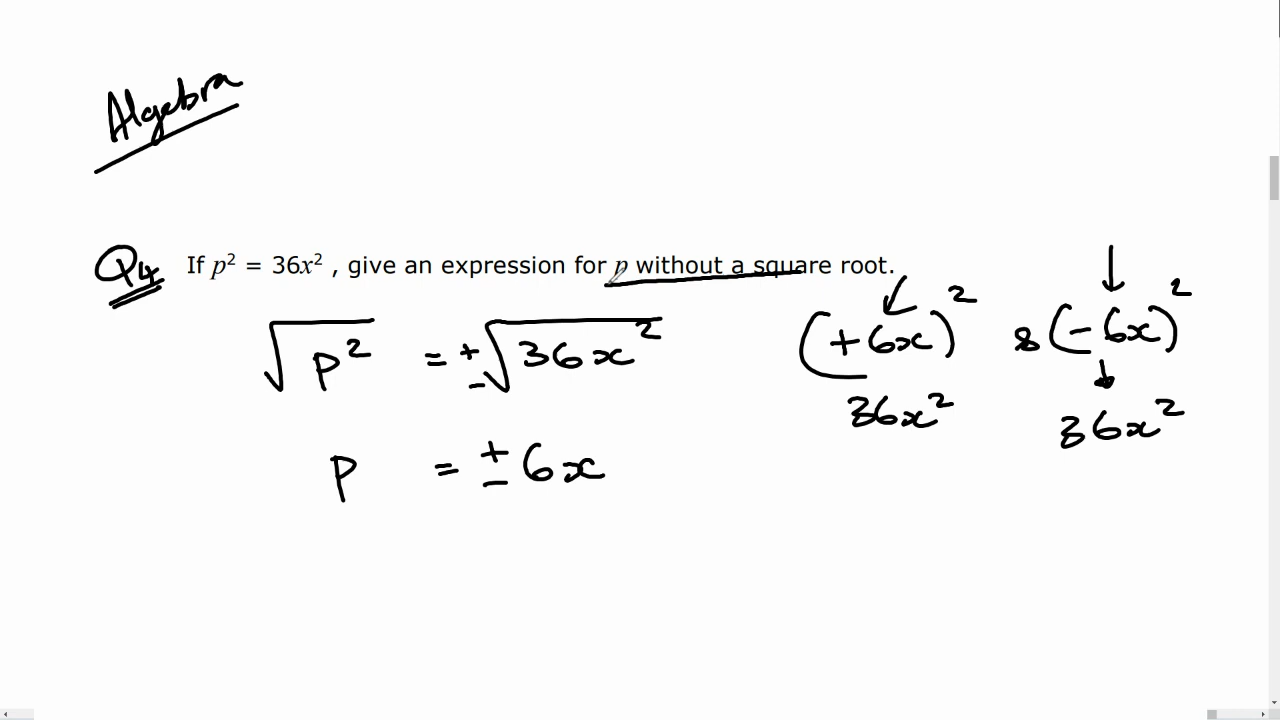 Algebra
Q4 If p² = 36x² , give an expression for p without a square root.
√p² = ±√36x² (+6x)² & (-6x)²
36x² 36x²
p = ±6x